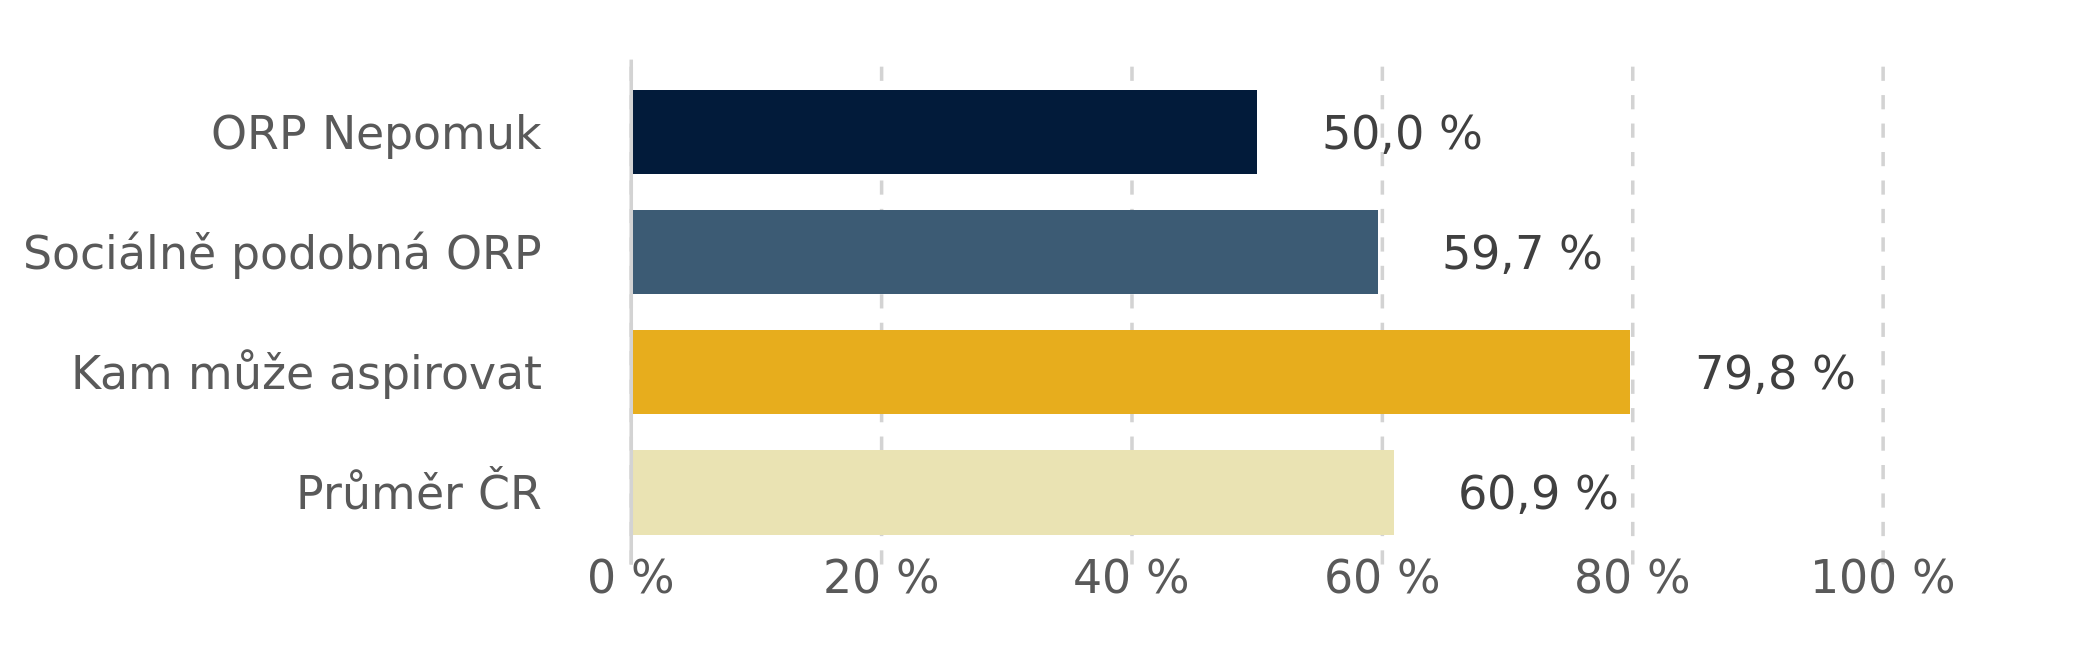 ORP Nepomuk 50,0 %
Sociálně podobná ORP 59,7 %
Kam může aspirovat 79,8 %
Průměr ČR 60,9 %
0 % 20 % 40 % 60 % 80 % 100 %